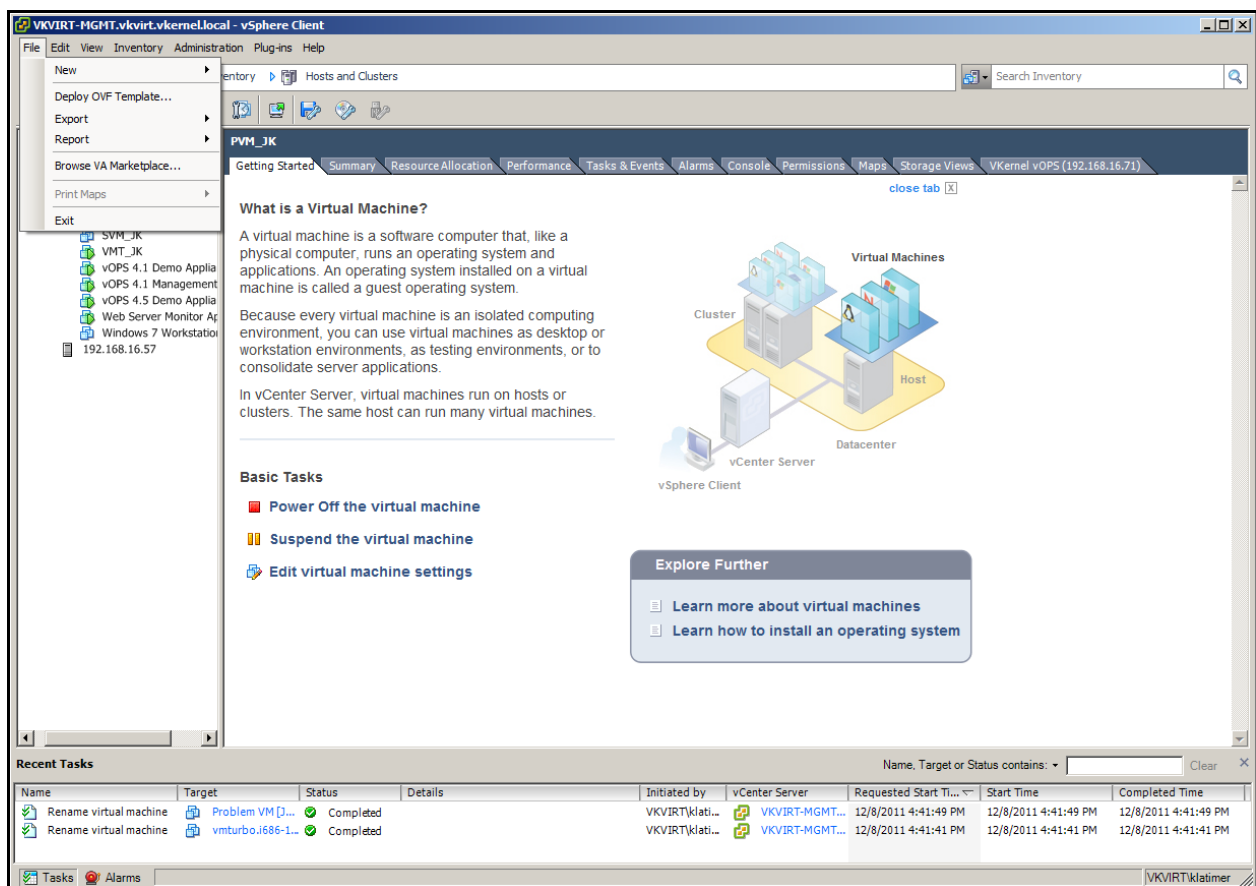 VKVIRT-MGMT.vkvirt.vkernel.local - vSphere Client
File Edit View Inventory Administration Plug-ins Help
New
Deploy OVF Template...
Export
Report
Browse VA Marketplace...
Print Maps
Exit
entory Hosts and Clusters
Search Inventory
SVM_JK
VMT_JK
vOPS 4.1 Demo Applia
vOPS 4.1 Management
vOPS 4.5 Demo Applia
Web Server Monitor Ap
Windows 7 Workstation
192.168.16.57
PVM_JK
Getting Started Summary Resource Allocation Performance Tasks & Events Alarms Console Permissions Maps Storage Views VKernel vOPS (192.168.16.71)
close tab X
What is a Virtual Machine?
A virtual machine is a software computer that, like a
physical computer, runs an operating system and
applications. An operating system installed on a virtual
machine is called a guest operating system.
Because every virtual machine is an isolated computing
environment, you can use virtual machines as desktop or
workstation environments, as testing environments, or to
consolidate server applications.
In vCenter Server, virtual machines run on hosts or
clusters. The same host can run many virtual machines.
Virtual Machines
Cluster
Host
Datacenter
vCenter Server
vSphere Client
Basic Tasks
Power Off the virtual machine
Suspend the virtual machine
Edit virtual machine settings
Explore Further
Learn more about virtual machines
Learn how to install an operating system
Recent Tasks
Name, Target or Status contains: Clear
Name Target Status Details Initiated by vCenter Server Requested Start Ti... Start Time Completed Time
Rename virtual machine Problem VM [J... Completed VKVIRT\klati... VKVIRT-MGMT... 12/8/2011 4:41:49 PM 12/8/2011 4:41:49 PM 12/8/2011 4:41:49 PM
Rename virtual machine vmturbo.i686-1... Completed VKVIRT\klati... VKVIRT-MGMT... 12/8/2011 4:41:41 PM 12/8/2011 4:41:41 PM 12/8/2011 4:41:41 PM
Tasks Alarms VKVIRT\klatimer